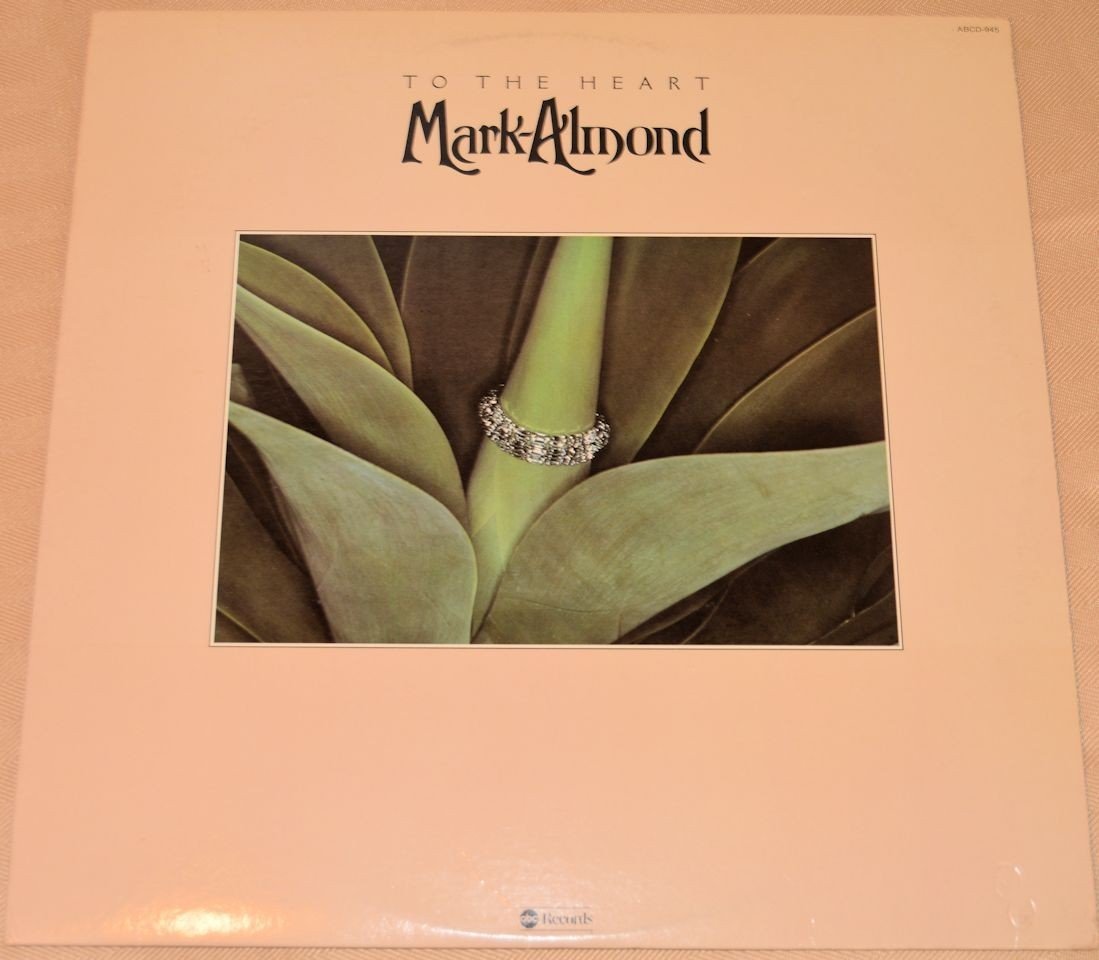 ABCD-945
TO THE HEART
Mark-Almond
abc Records